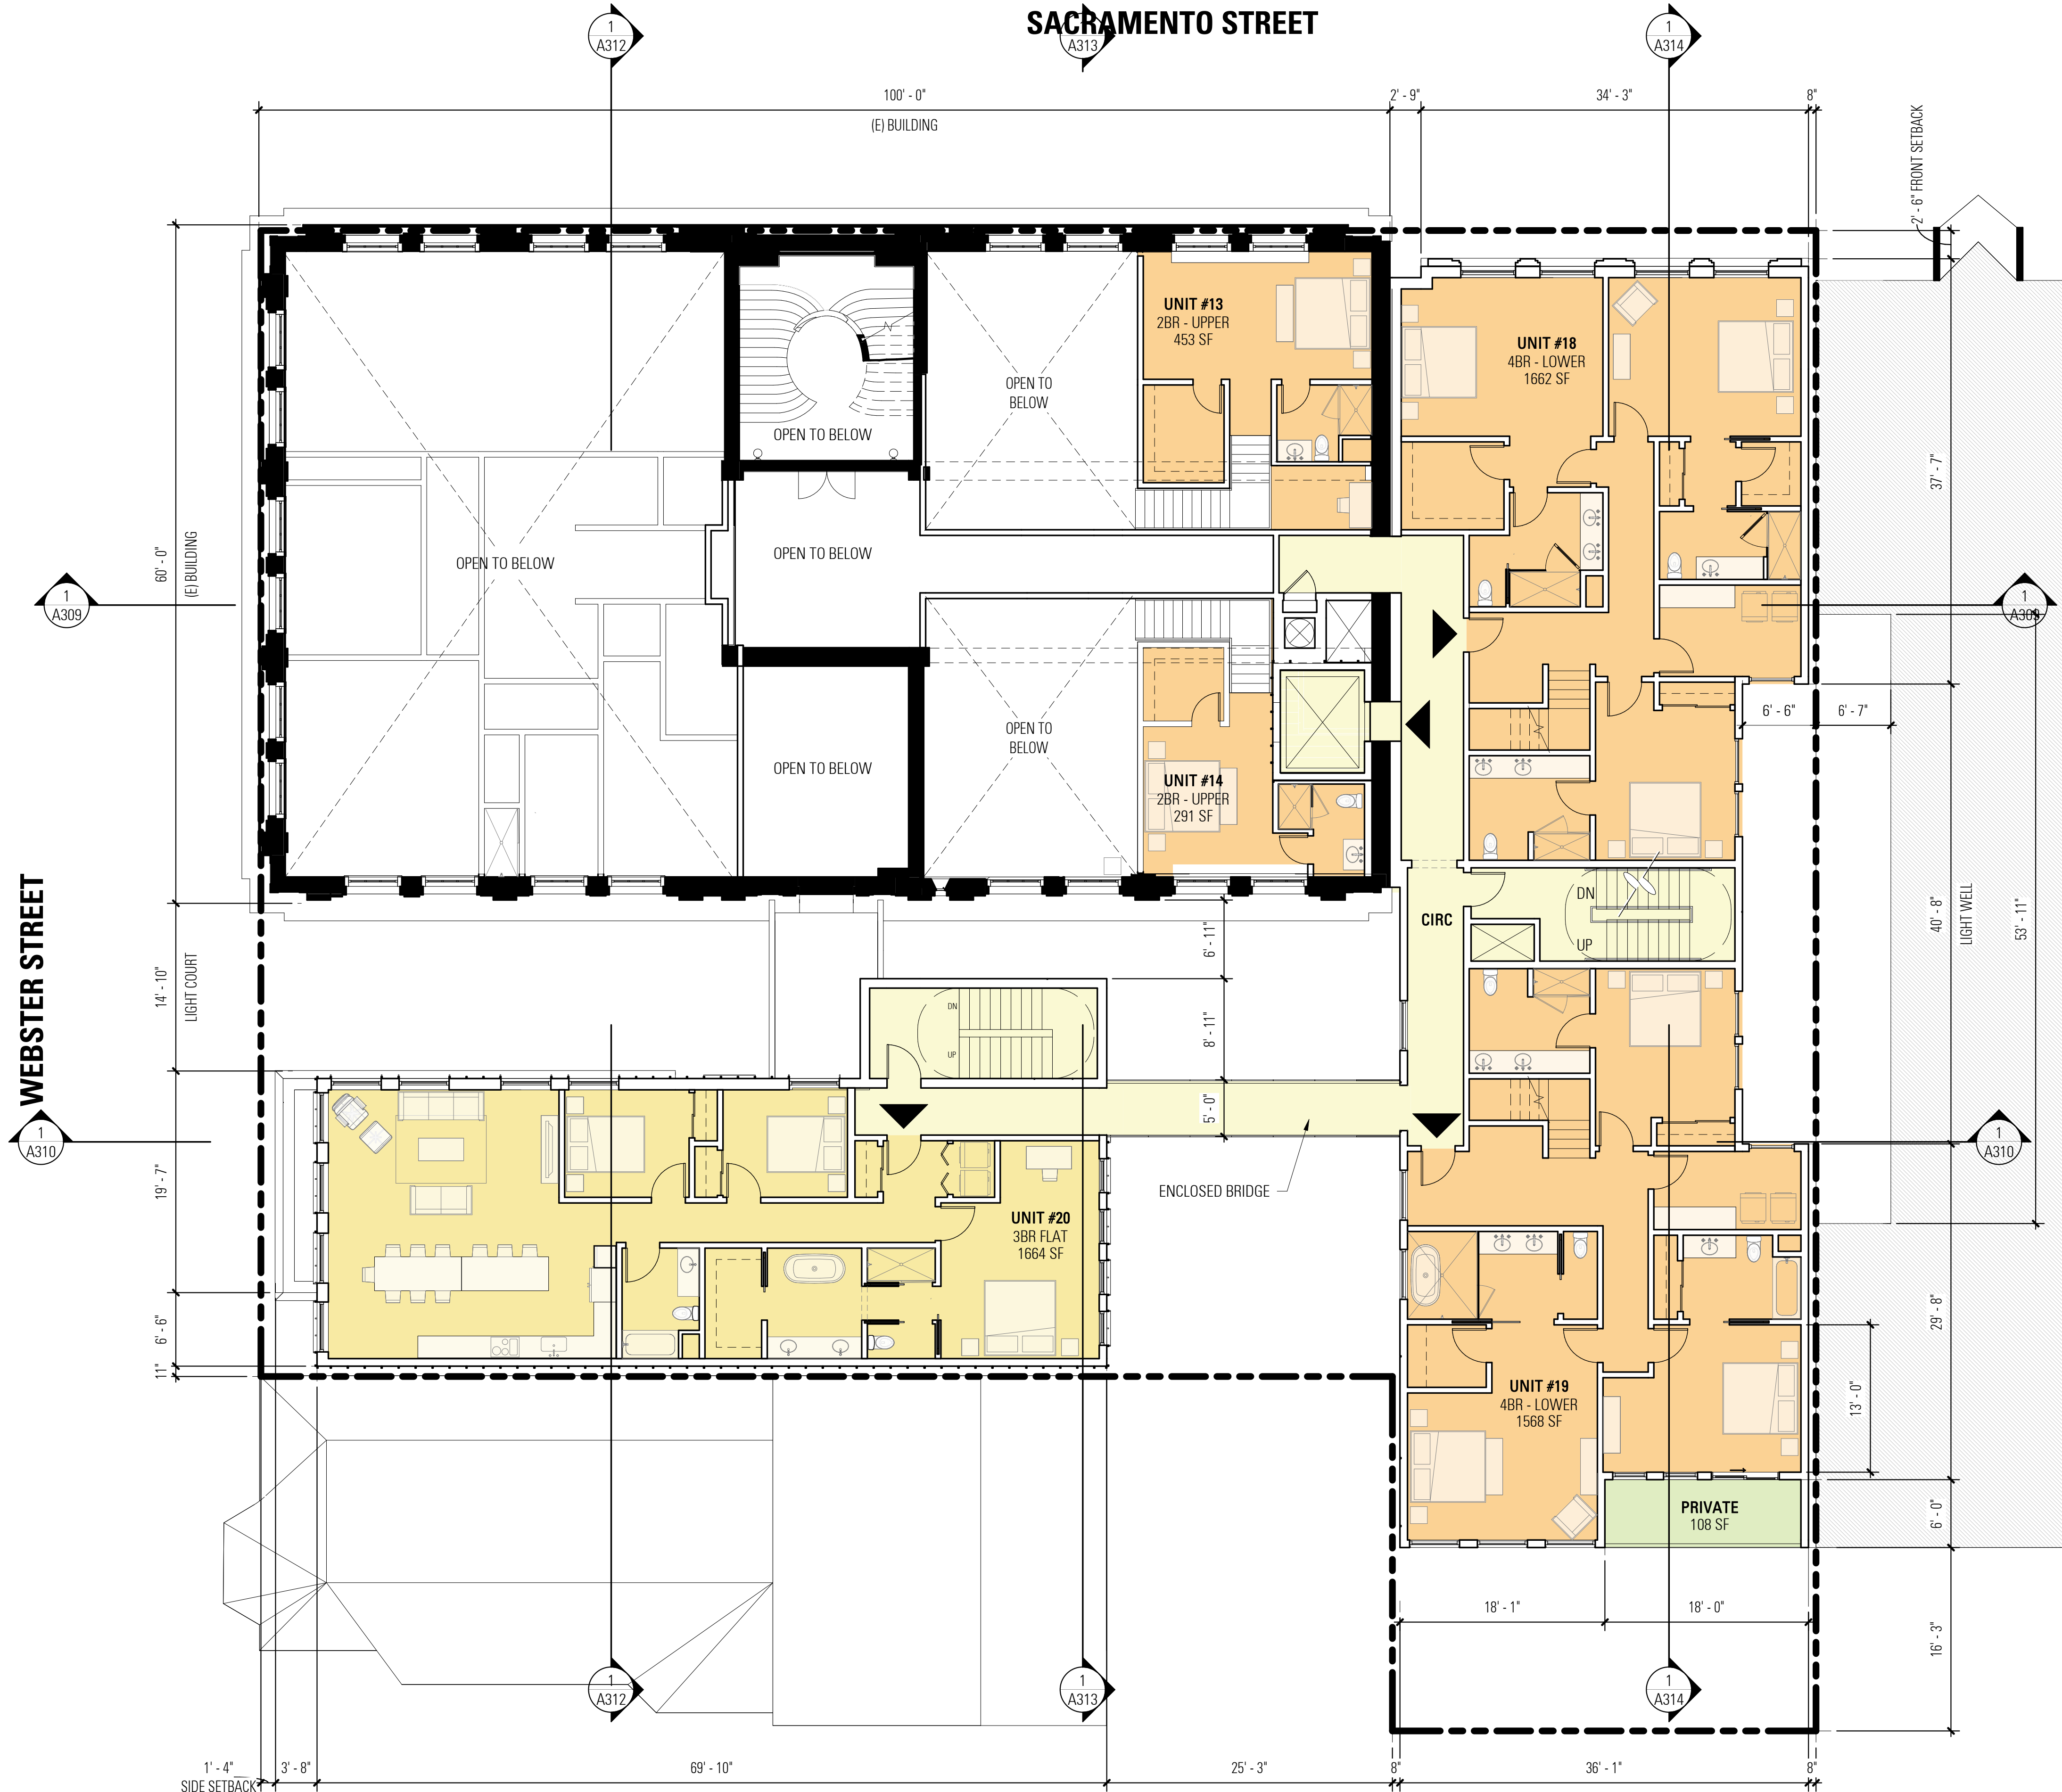 SACRAMENTO STREET
1
A312
1
A313
1
A314
100' - 0"
2' - 9"
34' - 3"
8"
(E) BUILDING
2' - 6" FRONT SETBACK
UNIT #13
2BR - UPPER
453 SF
UNIT #18
4BR - LOWER
1662 SF
OPEN TO
BELOW
OPEN TO BELOW
37' - 7"
60' - 0"
(E) BUILDING
OPEN TO BELOW
OPEN TO BELOW
1
A309
1
A309
6' - 6"
6' - 7"
OPEN TO
BELOW
OPEN TO BELOW
UNIT #14
2BR - UPPER
291 SF
WEBSTER STREET
DN
UP
CIRC
40' - 8"
LIGHT WELL
53' - 11"
6' - 11"
14' - 10"
LIGHT COURT
DN
UP
8' - 11"
5' - 0"
1
A310
1
A310
19' - 7"
ENCLOSED BRIDGE
UNIT #20
3BR FLAT
1664 SF
6' - 6"
11"
29' - 8"
13' - 0"
UNIT #19
4BR - LOWER
1568 SF
PRIVATE
108 SF
6' - 0"
18' - 1"
18' - 0"
16' - 3"
1
A312
1
A313
1
A314
1' - 4"
SIDE SETBACK
3' - 8"
69' - 10"
25' - 3"
8"
36' - 1"
8"